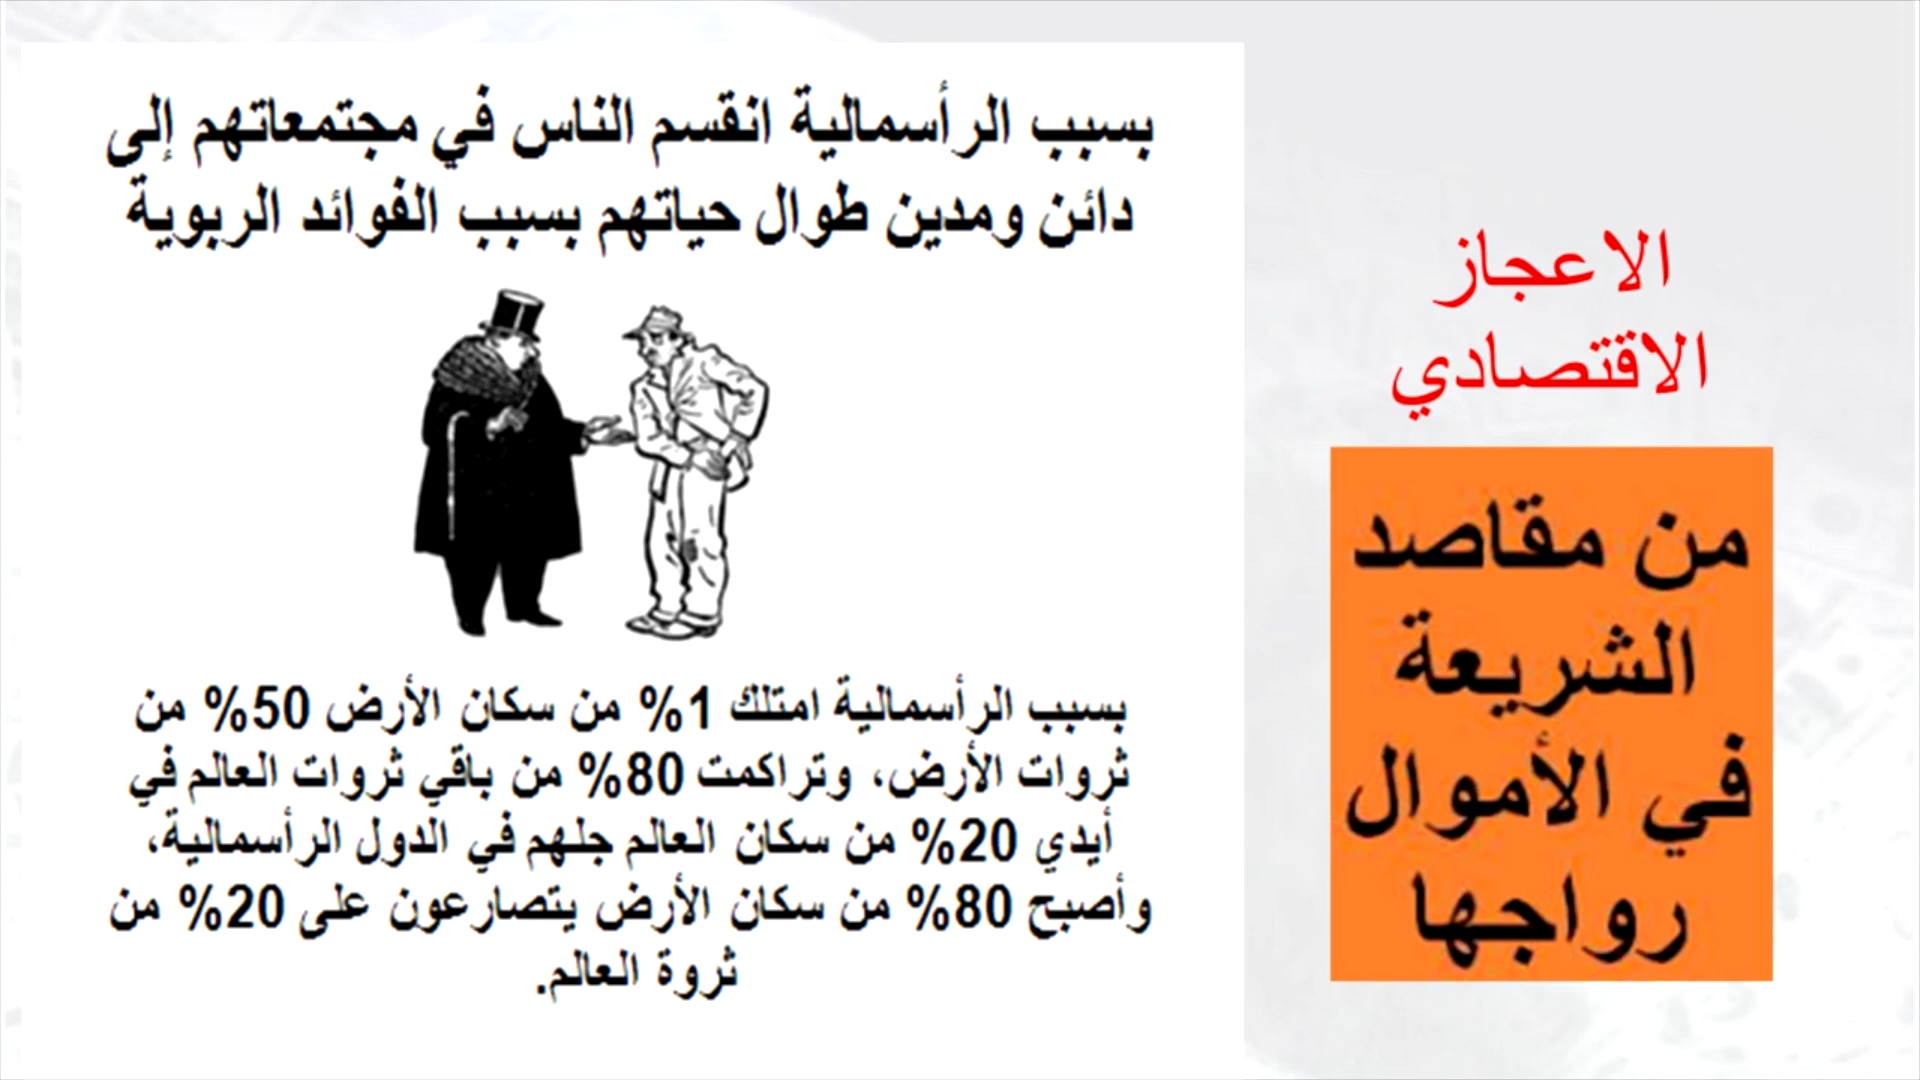 الاعجاز
الاقتصادي
من مقاصد
الشريعة
في الأموال
رواجها
بسبب الرأسمالية انقسم الناس في مجتمعاتهم إلى
دائن ومدين طوال حياتهم بسبب الفوائد الربوية
بسبب الرأسمالية امتلك 1% من سكان الأرض 50% من
ثروات الأرض، وتراكمت 80% من باقي ثروات العالم في
أيدي 20% من سكان العالم جلهم في الدول الرأسمالية،
وأصبح 80% من سكان الأرض يتصارعون على 20% من
ثروة العالم.